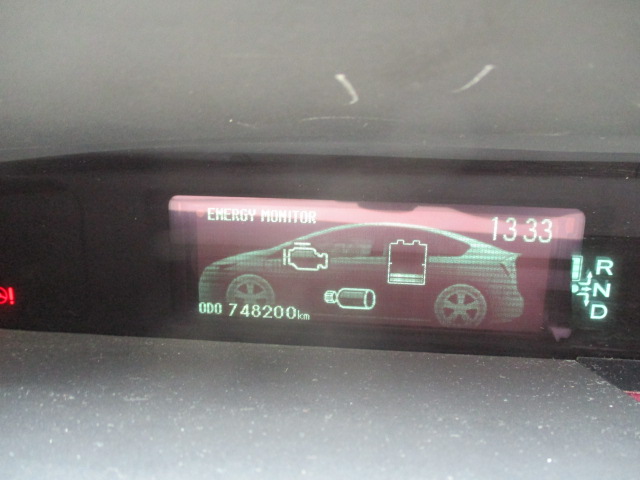 ENERGY MONITOR
13:33
ODO 748200km
R
N
D